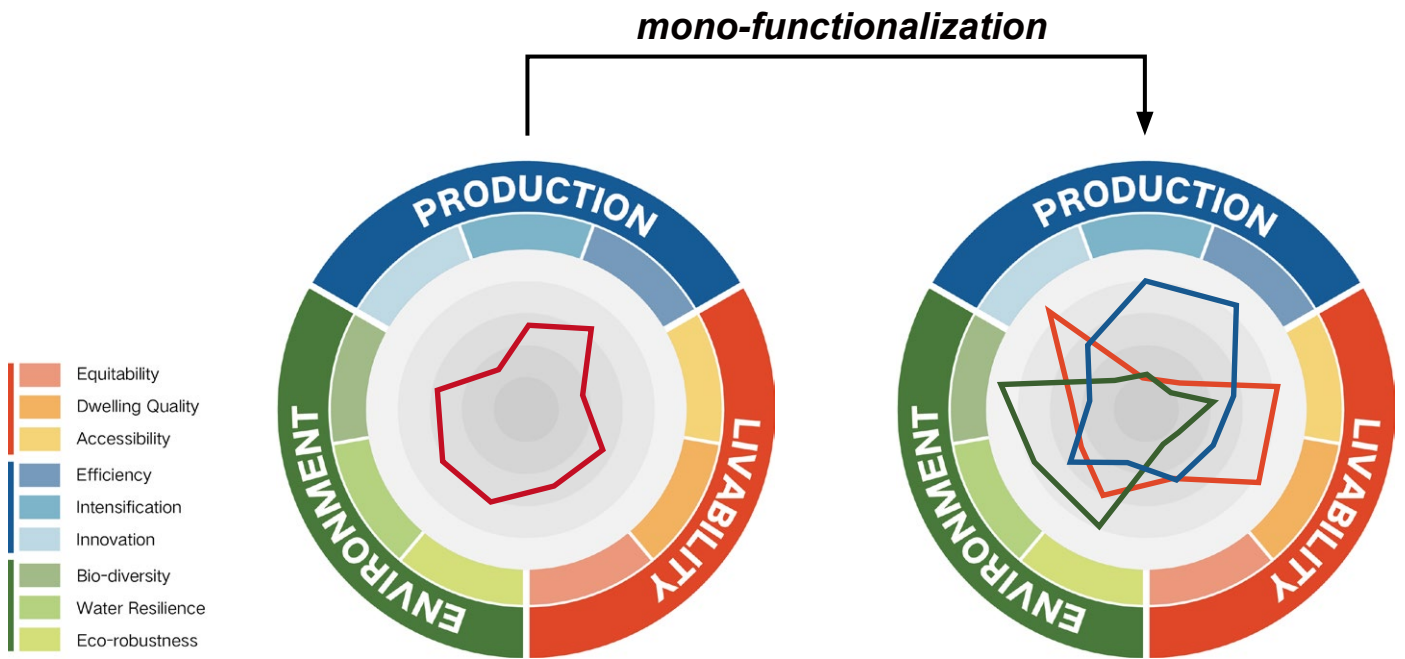 mono-functionalization
PRODUCTION
LIVABILITY
ENVIRONMENT
PRODUCTION
LIVABILITY
ENVIRONMENT
Equitability
Dwelling Quality
Accessibility
Efficiency
Intensification
Innovation
Bio-diversity
Water Resilience
Eco-robustness